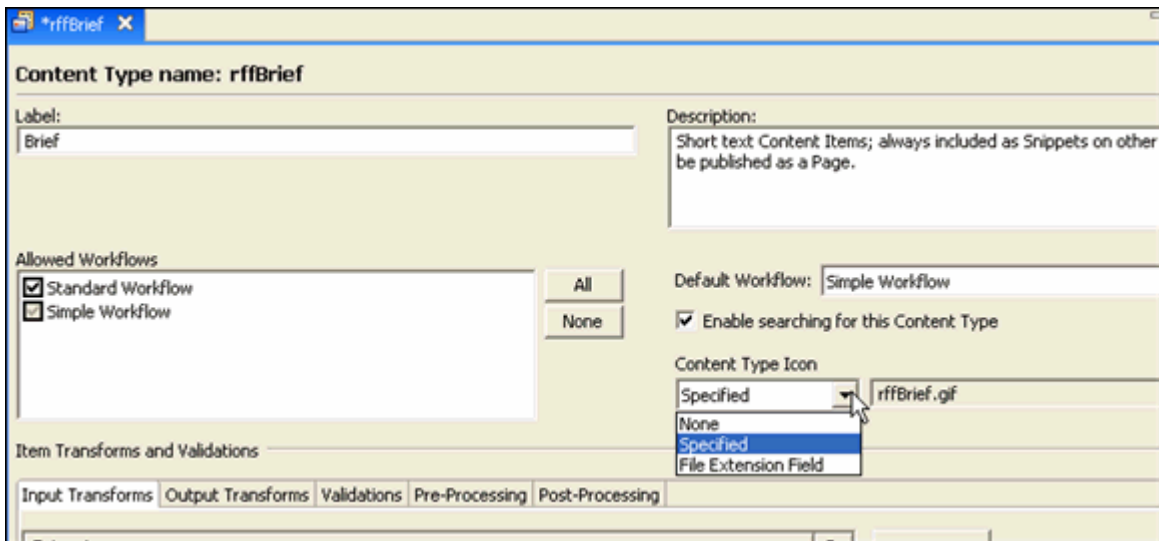 *rffBrief
Content Type name: rffBrief
Label:
Brief
Description:
Short text Content Items; always included as Snippets on other
be published as a Page.
Allowed Workflows
Standard Workflow
Simple Workflow
All
None
Default Workflow: Simple Workflow
Enable searching for this Content Type
Content Type Icon
Specified rffBrief.gif
None
Specified
File Extension Field
Item Transforms and Validations
Input Transforms Output Transforms Validations Pre-Processing Post-Processing